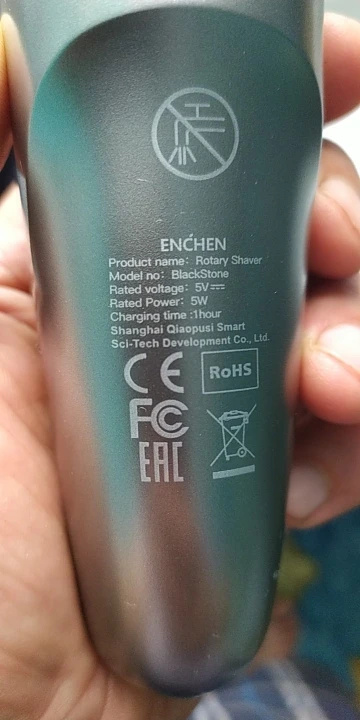 ENĆHEN
Product name: Rotary Shaver
Model no: BlackStone
Rated voltage: 5V⎓
Rated Power: 5W
Charging time :1hour
Shanghai Qiaopusi Smart
Sci-Tech Development Co., Ltd.
CE RoHS
FC
EAC